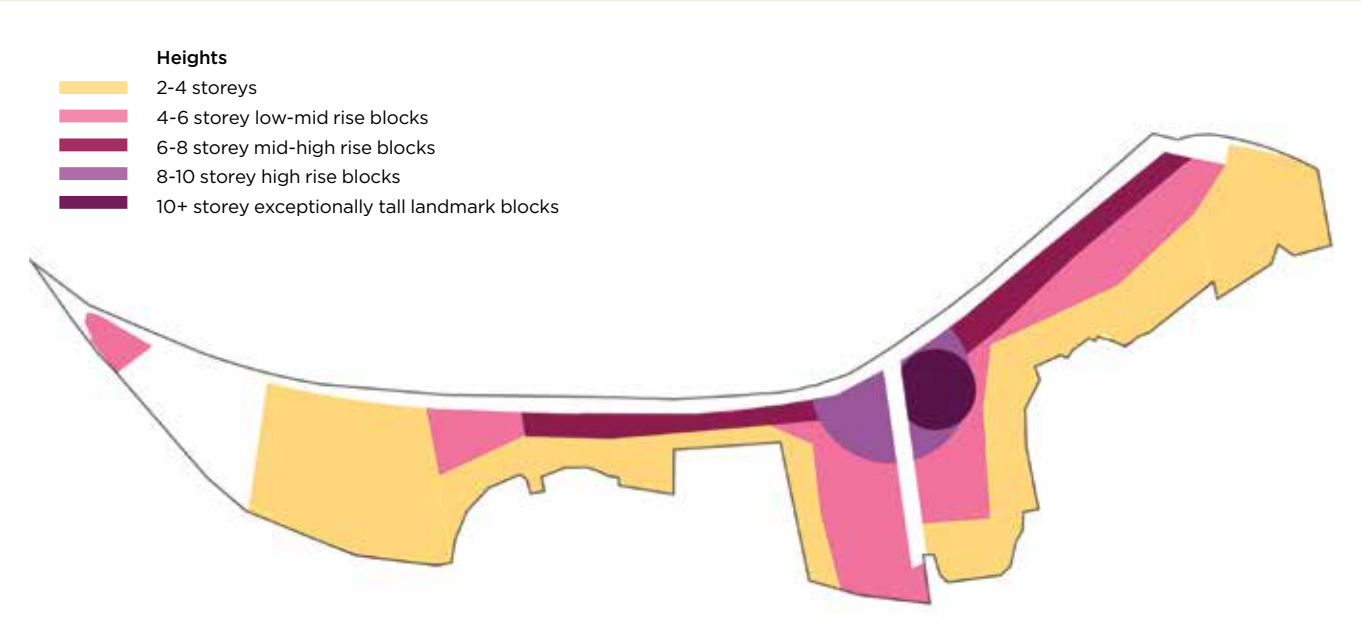 Heights
2-4 storeys
4-6 storey low-mid rise blocks
6-8 storey mid-high rise blocks
8-10 storey high rise blocks
10+ storey exceptionally tall landmark blocks